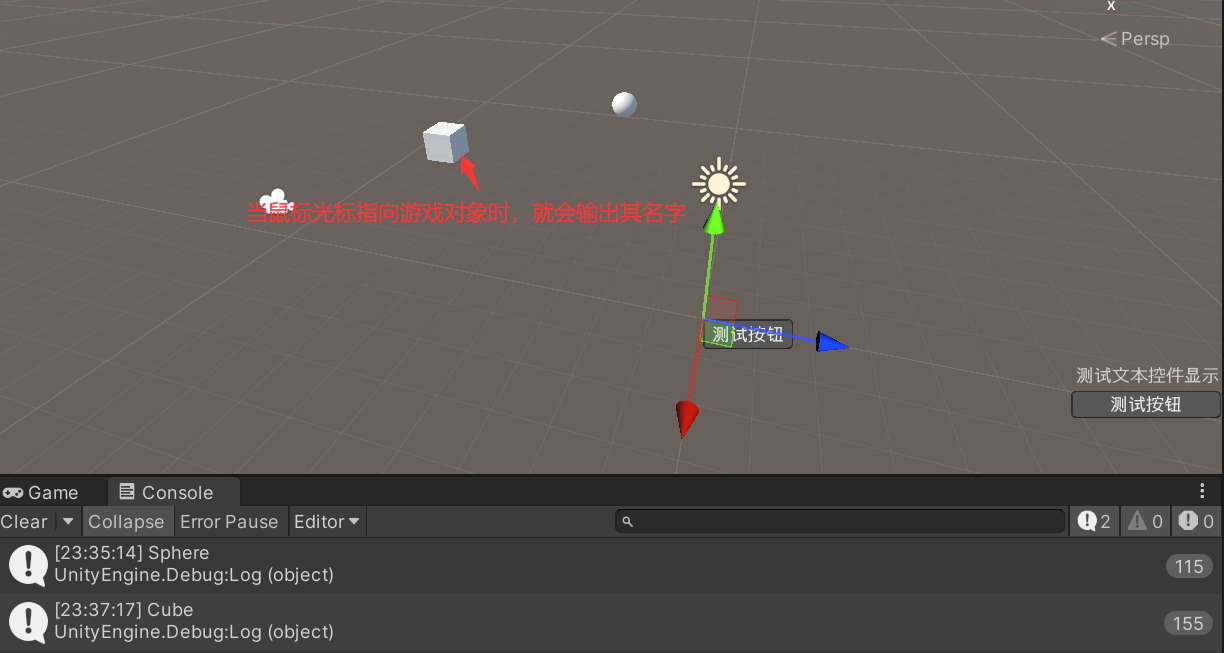 x
Persp
当鼠标光标指向游戏对象时，就会输出其名字
测试按钮
测试文本控件显示
测试按钮
Game Console
Clear Collapse Error Pause Editor 2 0 0
[23:35:14] Sphere
UnityEngine.Debug:Log (object)
115
[23:37:17] Cube
UnityEngine.Debug:Log (object)
155